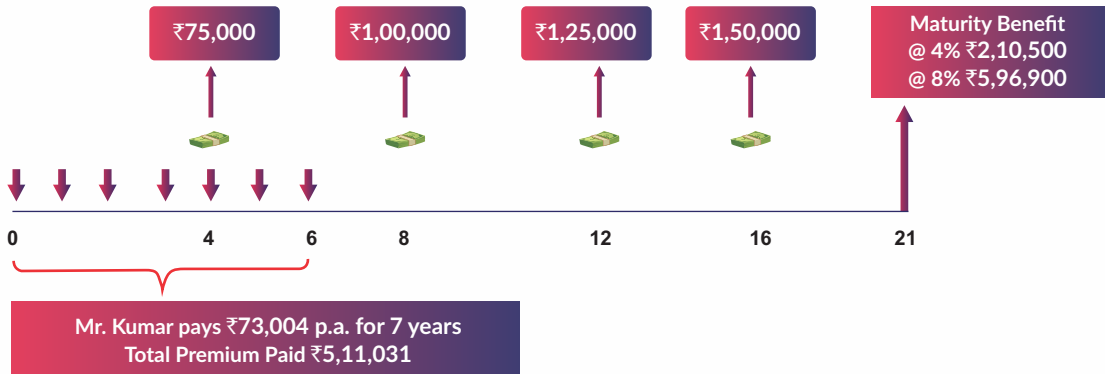 ₹75,000
₹1,00,000
₹1,25,000
₹1,50,000
Maturity Benefit
@ 4% ₹2,10,500
@ 8% ₹5,96,900
0
4
6
8
12
16
21
Mr. Kumar pays ₹73,004 p.a. for 7 years
Total Premium Paid ₹5,11,031